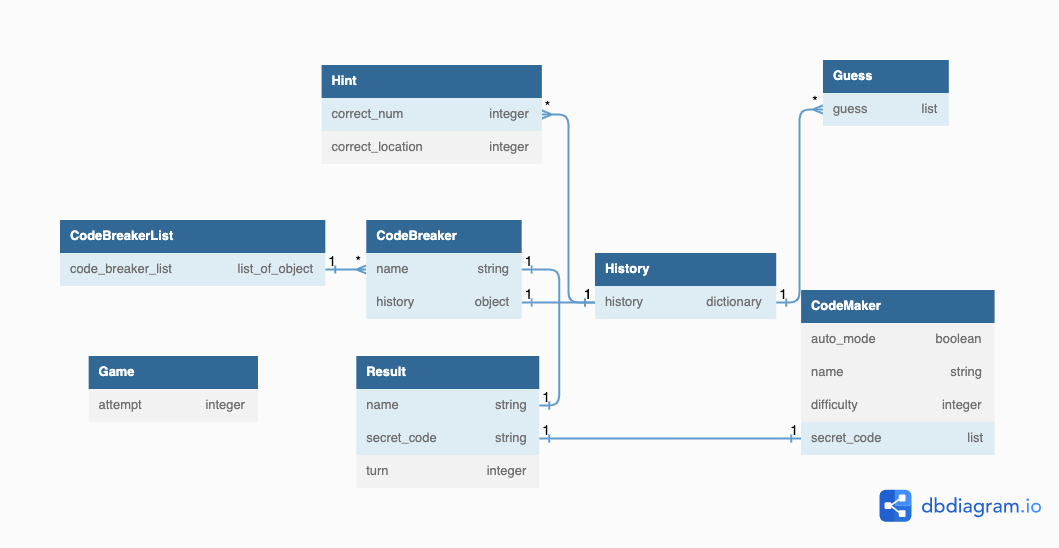 Hint
correct_num integer
correct_location integer
*
Guess
guess list
*
CodeBreakerList
code_breaker_list list_of_object
1
*
CodeBreaker
name string
history object
1
1
History
history dictionary
1
1
CodeMaker
auto_mode boolean
name string
difficulty integer
secret_code list
1
Game
attempt integer
Result
name string
secret_code string
turn integer
1
1
dbdiagram.io